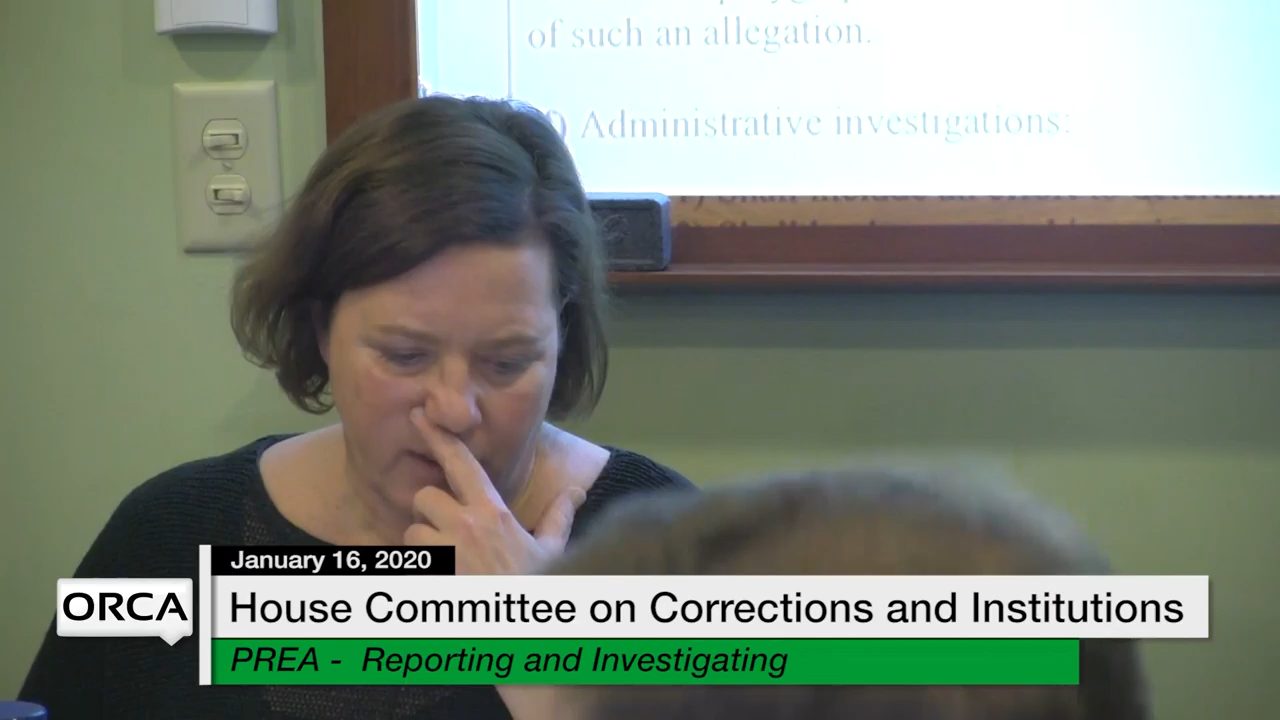 of such an allegation.
Administrative investigations:
January 16, 2020
ORCA
House Committee on Corrections and Institutions
PREA - Reporting and Investigating